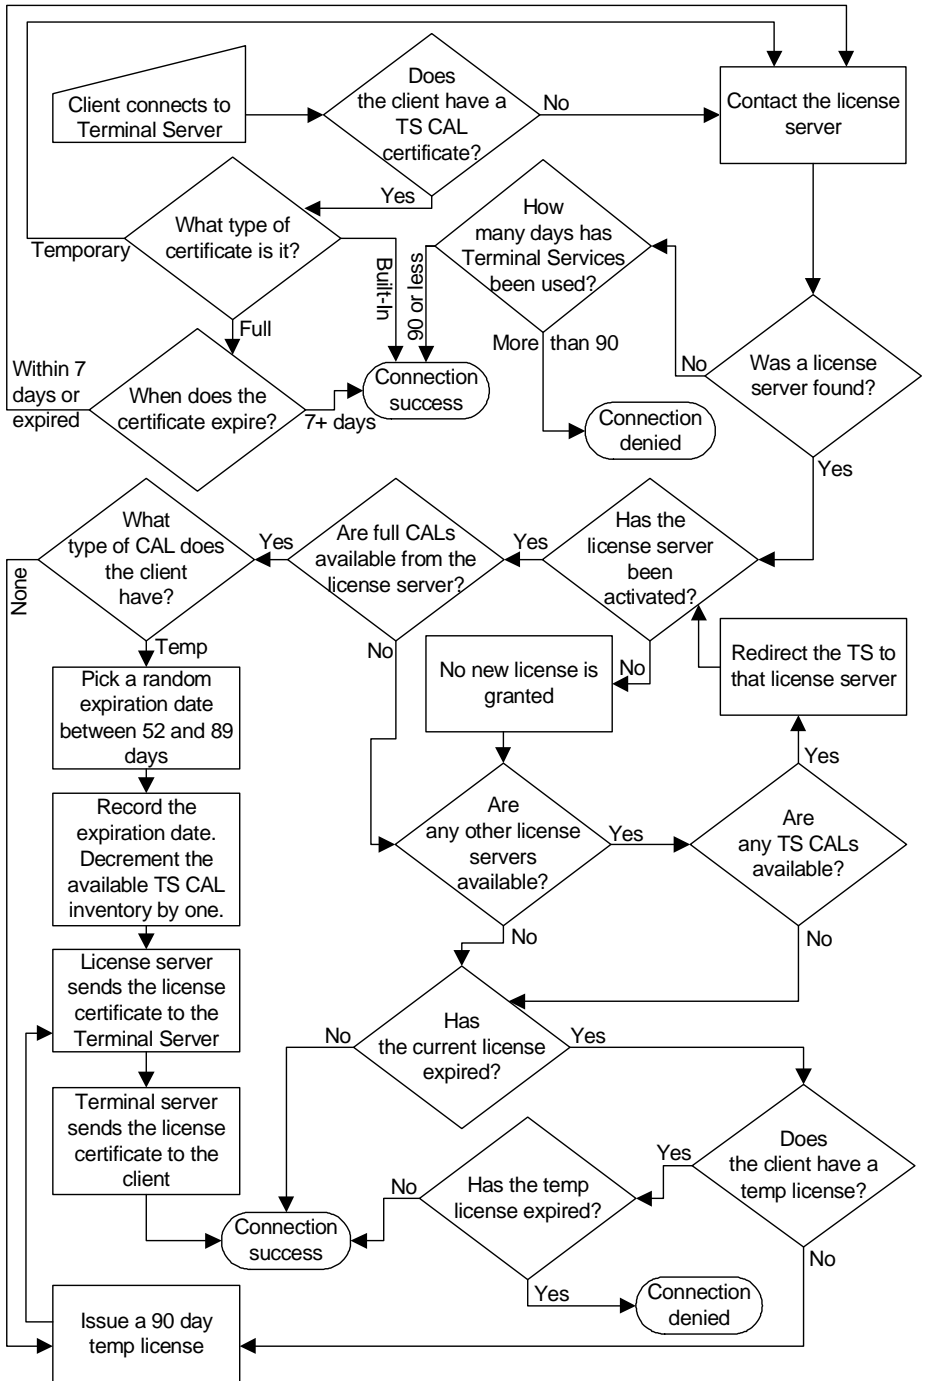 Client connects to
Terminal Server
Does
the client have a
TS CAL
certificate?
No
Contact the license
server
Yes
What type of
certificate is it?
Temporary
Built-In
Full
How
many days has
Terminal Services
been used?
90 or less
More than 90
No
Was a license
server found?
Within 7
days or
expired
When does the
certificate expire?
7+ days
Connection
success
Connection
denied
Yes
What
type of CAL does
the client
have?
Yes
Are full CALs
available from the
license server?
Yes
Has the
license server
been
activated?
None
Temp
No
No
No new license is
granted
Redirect the TS to
that license server
Pick a random
expiration date
between 52 and 89
days
Yes
Record the
expiration date.
Decrement the
available TS CAL
inventory by one.
Are
any other license
servers
available?
Yes
Are
any TS CALs
available?
No
No
License server
sends the license
certificate to the
Terminal Server
No
Has
the current license
expired?
Yes
Terminal server
sends the license
certificate to the
client
Does
the client have a
temp license?
Yes
Has the temp
license expired?
No
Connection
success
No
Yes
Connection
denied
Issue a 90 day
temp license